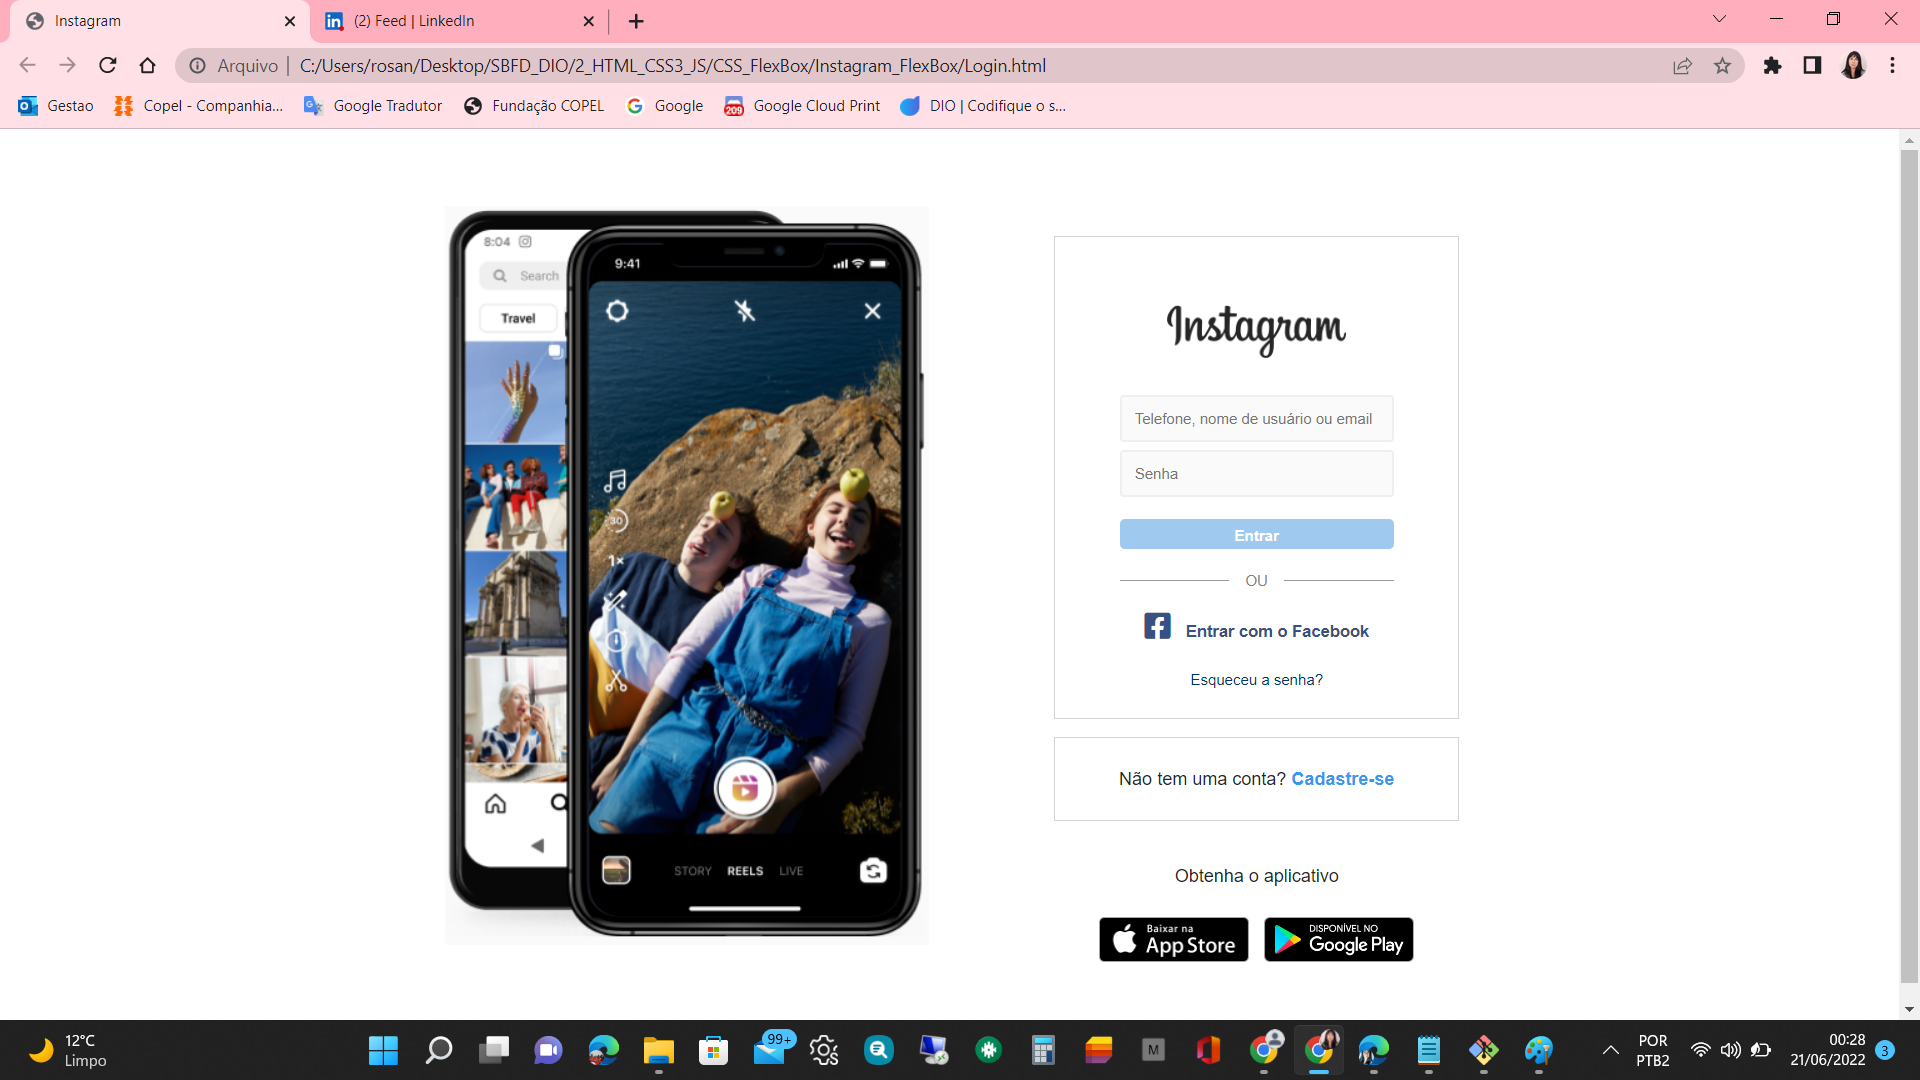 Instagram
(2) Feed | LinkedIn
Arquivo | C:/Users/rosan/Desktop/SBFD_DIO/2_HTML_CSS3_JS/CSS_FlexBox/Instagram_FlexBox/Login.html
Gestao
Copel - Companhia...
Google Tradutor
Fundação COPEL
Google
209
Google Cloud Print
DIO | Codifique o s...
8:04
Search
Travel
9:41
30
1×
STORY REELS LIVE
Instagram
Telefone, nome de usuário ou email
Senha
Entrar
OU
Entrar com o Facebook
Esqueceu a senha?
Não tem uma conta? Cadastre-se
Obtenha o aplicativo
Baixar na
App Store
DISPONÍVEL NO
Google Play
12°C
Limpo
99+
M
POR
PTB2
00:28
21/06/2022
3